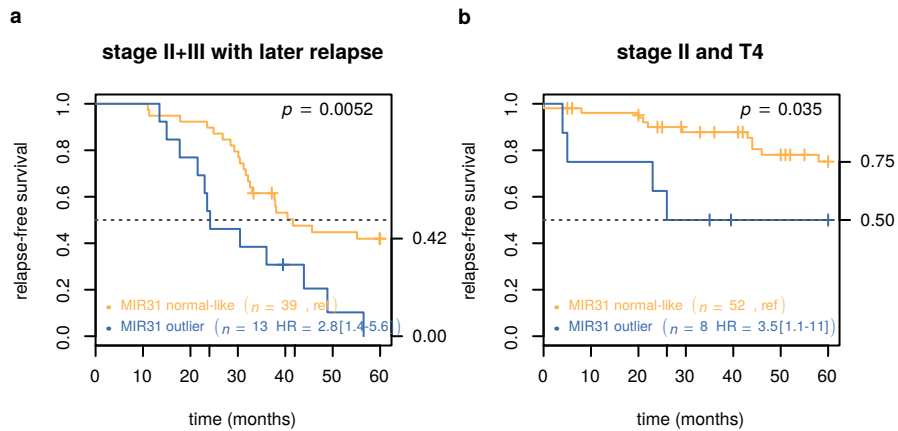 a
stage II+III with later relapse
p = 0.0052
relapse-free survival
1.0
0.8
0.6
0.4
0.2
0.0
0.42
0.00
MIR31 normal-like (n = 39 , ref)
MIR31 outlier (n = 13 HR = 2.8[1.4-5.6])
0 10 20 30 40 50 60
time (months)
b
stage II and T4
p = 0.035
relapse-free survival
1.0
0.8
0.6
0.4
0.2
0.0
0.75
0.50
MIR31 normal-like (n = 52 , ref)
MIR31 outlier (n = 8 HR = 3.5[1.1-11])
0 10 20 30 40 50 60
time (months)